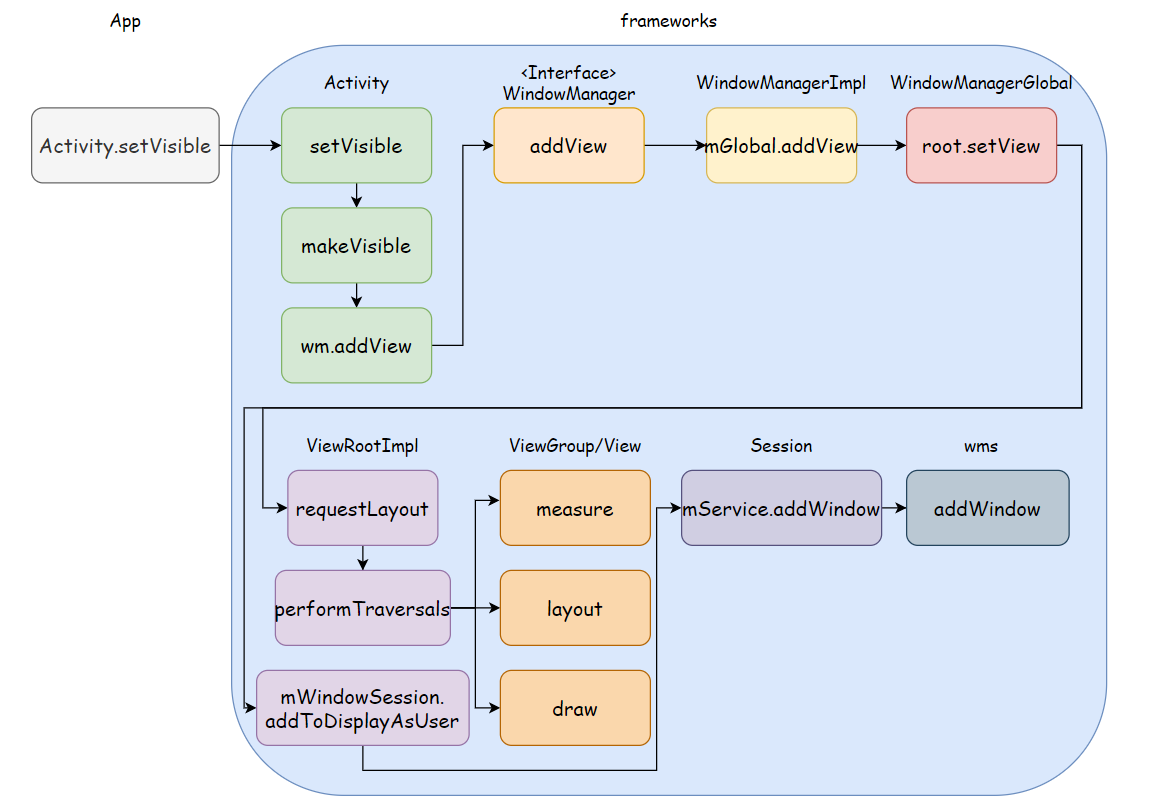 App
frameworks
Activity
<Interface>
WindowManager
WindowManagerImpl
WindowManagerGlobal
Activity.setVisible
setVisible
addView
mGlobal.addView
root.setView
makeVisible
wm.addView
ViewRootImpl
ViewGroup/View
Session
wms
requestLayout
measure
mService.addWindow
addWindow
performTraversals
layout
mWindowSession.
addToDisplayAsUser
draw